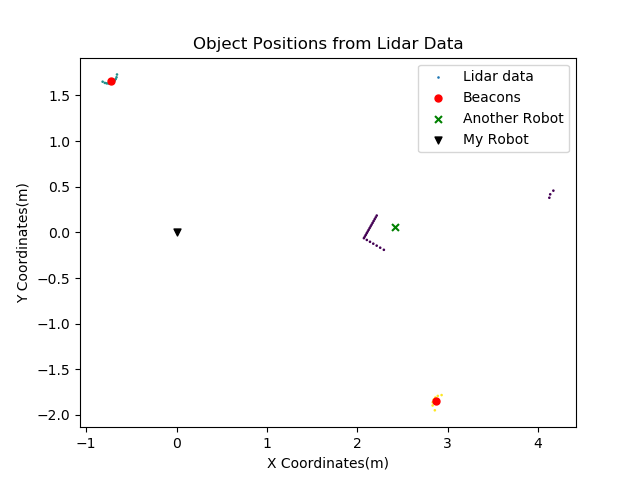 Object Positions from Lidar Data
Lidar data
Beacons
Another Robot
My Robot
Y Coordinates(m)
1.5
1.0
0.5
0.0
−0.5
−1.0
−1.5
−2.0
−1
0
1
2
3
4
X Coordinates(m)